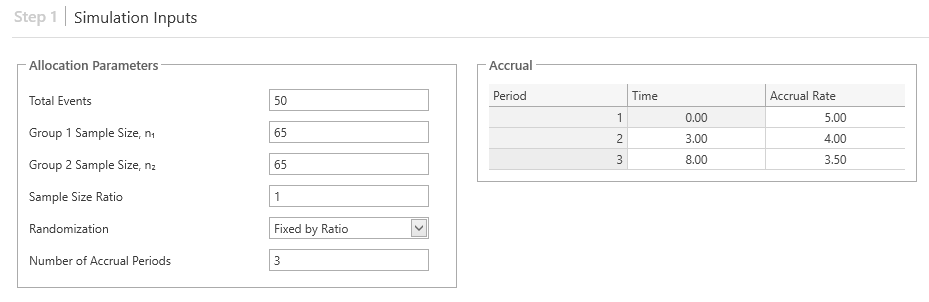 Step 1 Simulation Inputs
Allocation Parameters
Total Events 50
Group 1 Sample Size, n₁ 65
Group 2 Sample Size, n₂ 65
Sample Size Ratio 1
Randomization Fixed by Ratio
Number of Accrual Periods 3
Accrual
Period Time Accrual Rate
1 0.00 5.00
2 3.00 4.00
3 8.00 3.50